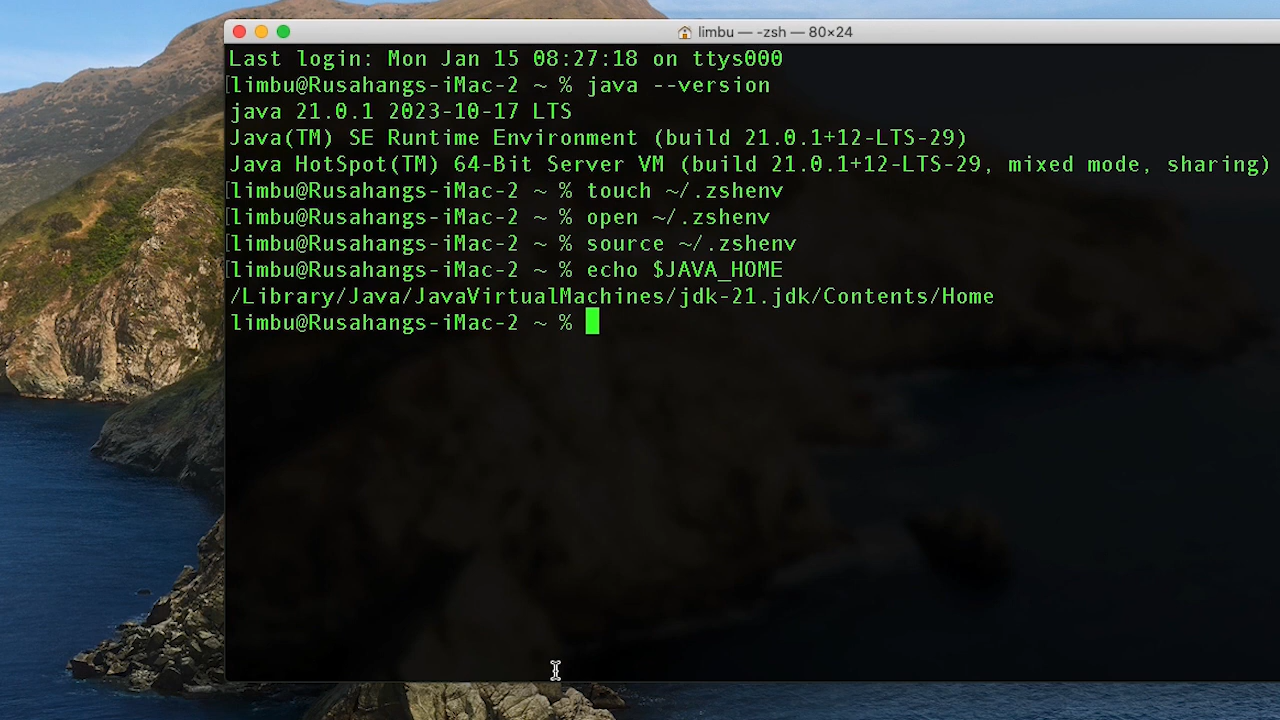 limbu — -zsh — 80×24
Last login: Mon Jan 15 08:27:18 on ttys000
[limbu@Rusahangs-iMac-2 ~ % java --version
java 21.0.1 2023-10-17 LTS
Java(TM) SE Runtime Environment (build 21.0.1+12-LTS-29)
Java HotSpot(TM) 64-Bit Server VM (build 21.0.1+12-LTS-29, mixed mode, sharing)
[limbu@Rusahangs-iMac-2 ~ % touch ~/.zshenv
[limbu@Rusahangs-iMac-2 ~ % open ~/.zshenv
[limbu@Rusahangs-iMac-2 ~ % source ~/.zshenv
[limbu@Rusahangs-iMac-2 ~ % echo $JAVA_HOME
/Library/Java/JavaVirtualMachines/jdk-21.jdk/Contents/Home
limbu@Rusahangs-iMac-2 ~ %